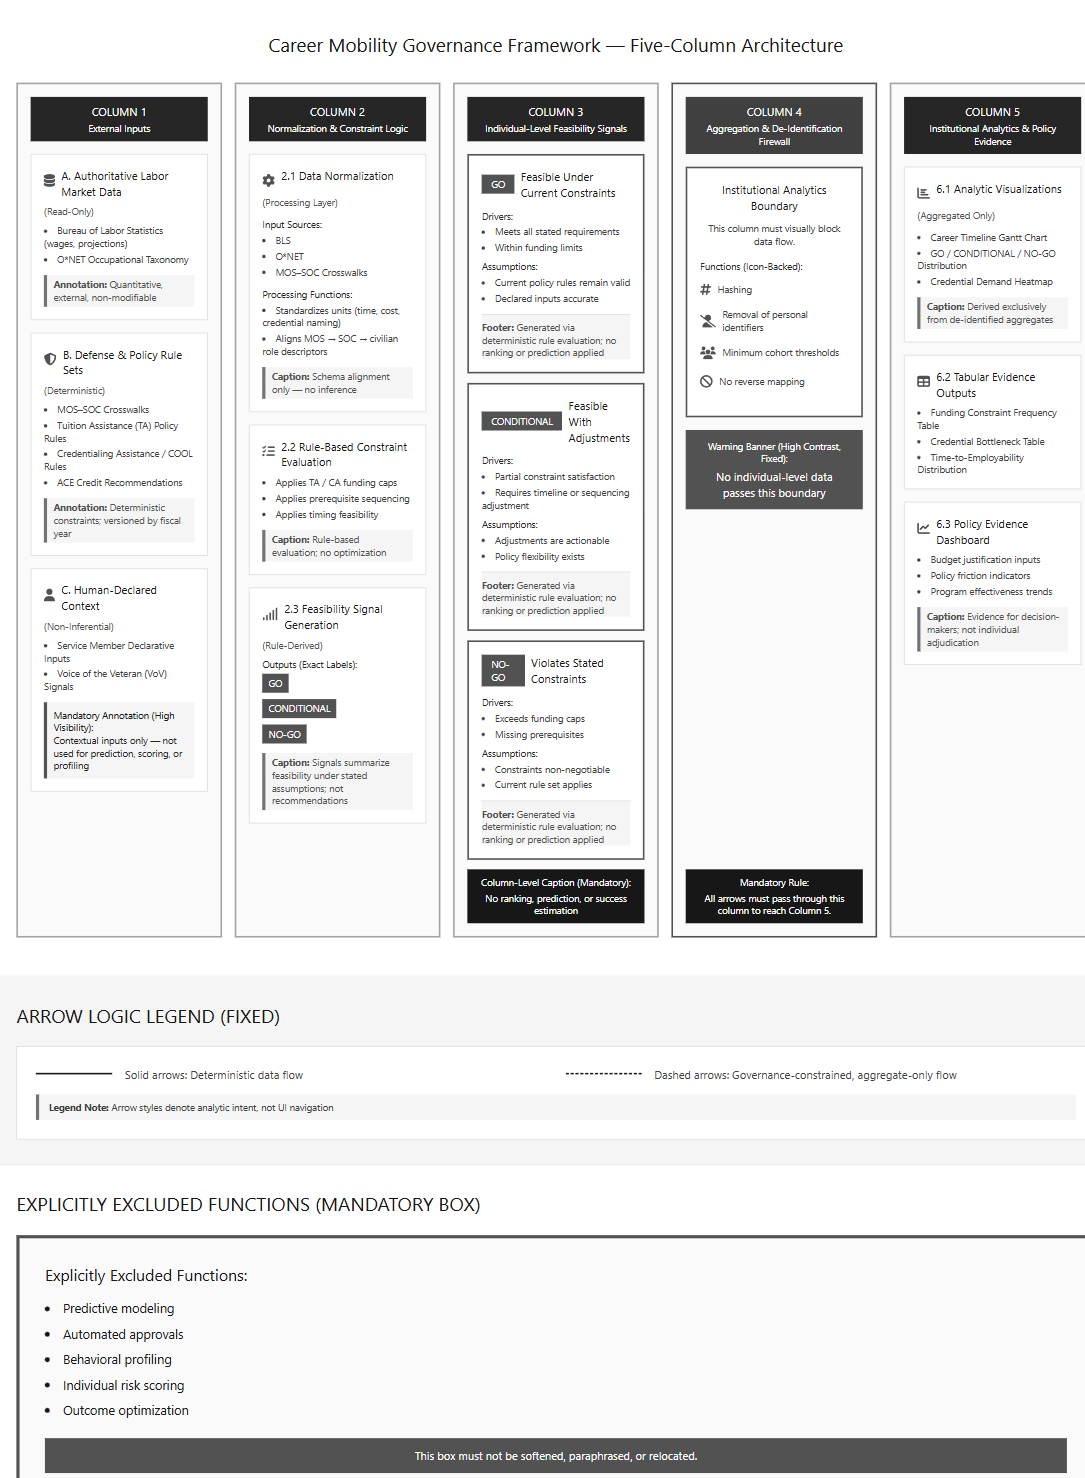 Career Mobility Governance Framework — Five-Column Architecture
COLUMN 1
External Inputs
A. Authoritative Labor
Market Data
(Read-Only)
• Bureau of Labor Statistics
(wages, projections)
• O*NET Occupational Taxonomy
Annotation: Quantitative,
external, non-modifiable
B. Defense & Policy Rule
Sets
(Deterministic)
• MOS–SOC Crosswalks
• Tuition Assistance (TA) Policy
Rules
• Credentialing Assistance / COOL
Rules
• ACE Credit Recommendations
Annotation: Deterministic
constraints; versioned by fiscal
year
C. Human-Declared
Context
(Non-Inferential)
• Service Member Declarative
Inputs
• Voice of the Veteran (VoV)
Signals
Mandatory Annotation (High
Visibility):
Contextual inputs only — not
used for prediction, scoring, or
profiling
COLUMN 2
Normalization & Constraint Logic
2.1 Data Normalization
(Processing Layer)
Input Sources:
• BLS
• O*NET
• MOS–SOC Crosswalks
Processing Functions:
• Standardizes units (time, cost,
credential naming)
• Aligns MOS → SOC → civilian
role descriptors
Caption: Schema alignment
only — no inference
2.2 Rule-Based Constraint
Evaluation
• Applies TA / CA funding caps
• Applies prerequisite sequencing
• Applies timing feasibility
Caption: Rule-based
evaluation; no optimization
2.3 Feasibility Signal
Generation
(Rule-Derived)
Outputs (Exact Labels):
GO
CONDITIONAL
NO-GO
Caption: Signals summarize
feasibility under stated
assumptions; not
recommendations
COLUMN 3
Individual-Level Feasibility Signals
GO
Feasible Under
Current Constraints
Drivers:
• Meets all stated requirements
• Within funding limits
Assumptions:
• Current policy rules remain valid
• Declared inputs accurate
Footer: Generated via
deterministic rule evaluation; no
ranking or prediction applied
CONDITIONAL
Feasible
With
Adjustments
Drivers:
• Partial constraint satisfaction
• Requires timeline or sequencing
adjustment
Assumptions:
• Adjustments are actionable
• Policy flexibility exists
Footer: Generated via
deterministic rule evaluation; no
ranking or prediction applied
NO-
GO
Violates Stated
Constraints
Drivers:
• Exceeds funding caps
• Missing prerequisites
Assumptions:
• Constraints non-negotiable
• Current rule set applies
Footer: Generated via
deterministic rule evaluation; no
ranking or prediction applied
Column-Level Caption (Mandatory):
No ranking, prediction, or success
estimation
COLUMN 4
Aggregation & De-Identification
Firewall
Institutional Analytics
Boundary
This column must visually block
data flow.
Functions (Icon-Backed):
Hashing
Removal of personal
identifiers
Minimum cohort thresholds
No reverse mapping
Warning Banner (High Contrast,
Fixed):
No individual-level data
passes this boundary
Mandatory Rule:
All arrows must pass through this
column to reach Column 5.
COLUMN 5
Institutional Analytics & Policy
Evidence
6.1 Analytic Visualizations
(Aggregated Only)
• Career Timeline Gantt Chart
• GO / CONDITIONAL / NO-GO
Distribution
• Credential Demand Heatmap
Caption: Derived exclusively
from de-identified aggregates
6.2 Tabular Evidence
Outputs
• Funding Constraint Frequency
Table
• Credential Bottleneck Table
• Time-to-Employability
Distribution
6.3 Policy Evidence
Dashboard
• Budget justification inputs
• Policy friction indicators
• Program effectiveness trends
Caption: Evidence for decision-
makers; not individual
adjudication
ARROW LOGIC LEGEND (FIXED)
Solid arrows: Deterministic data flow
Dashed arrows: Governance-constrained, aggregate-only flow
Legend Note: Arrow styles denote analytic intent, not UI navigation
EXPLICITLY EXCLUDED FUNCTIONS (MANDATORY BOX)
Explicitly Excluded Functions:
• Predictive modeling
• Automated approvals
• Behavioral profiling
• Individual risk scoring
• Outcome optimization
This box must not be softened, paraphrased, or relocated.